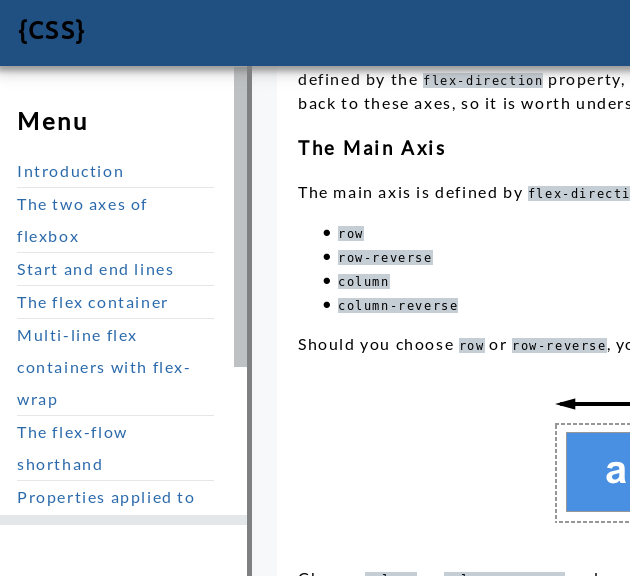 {CSS}
Menu
Introduction
The two axes of
flexbox
Start and end lines
The flex container
Multi-line flex
containers with flex-
wrap
The flex-flow
shorthand
Properties applied to
defined by the flex-direction property,
back to these axes, so it is worth unders
The Main Axis
The main axis is defined by flex-directi
• row
• row-reverse
• column
• column-reverse
Should you choose row or row-reverse, yo
a